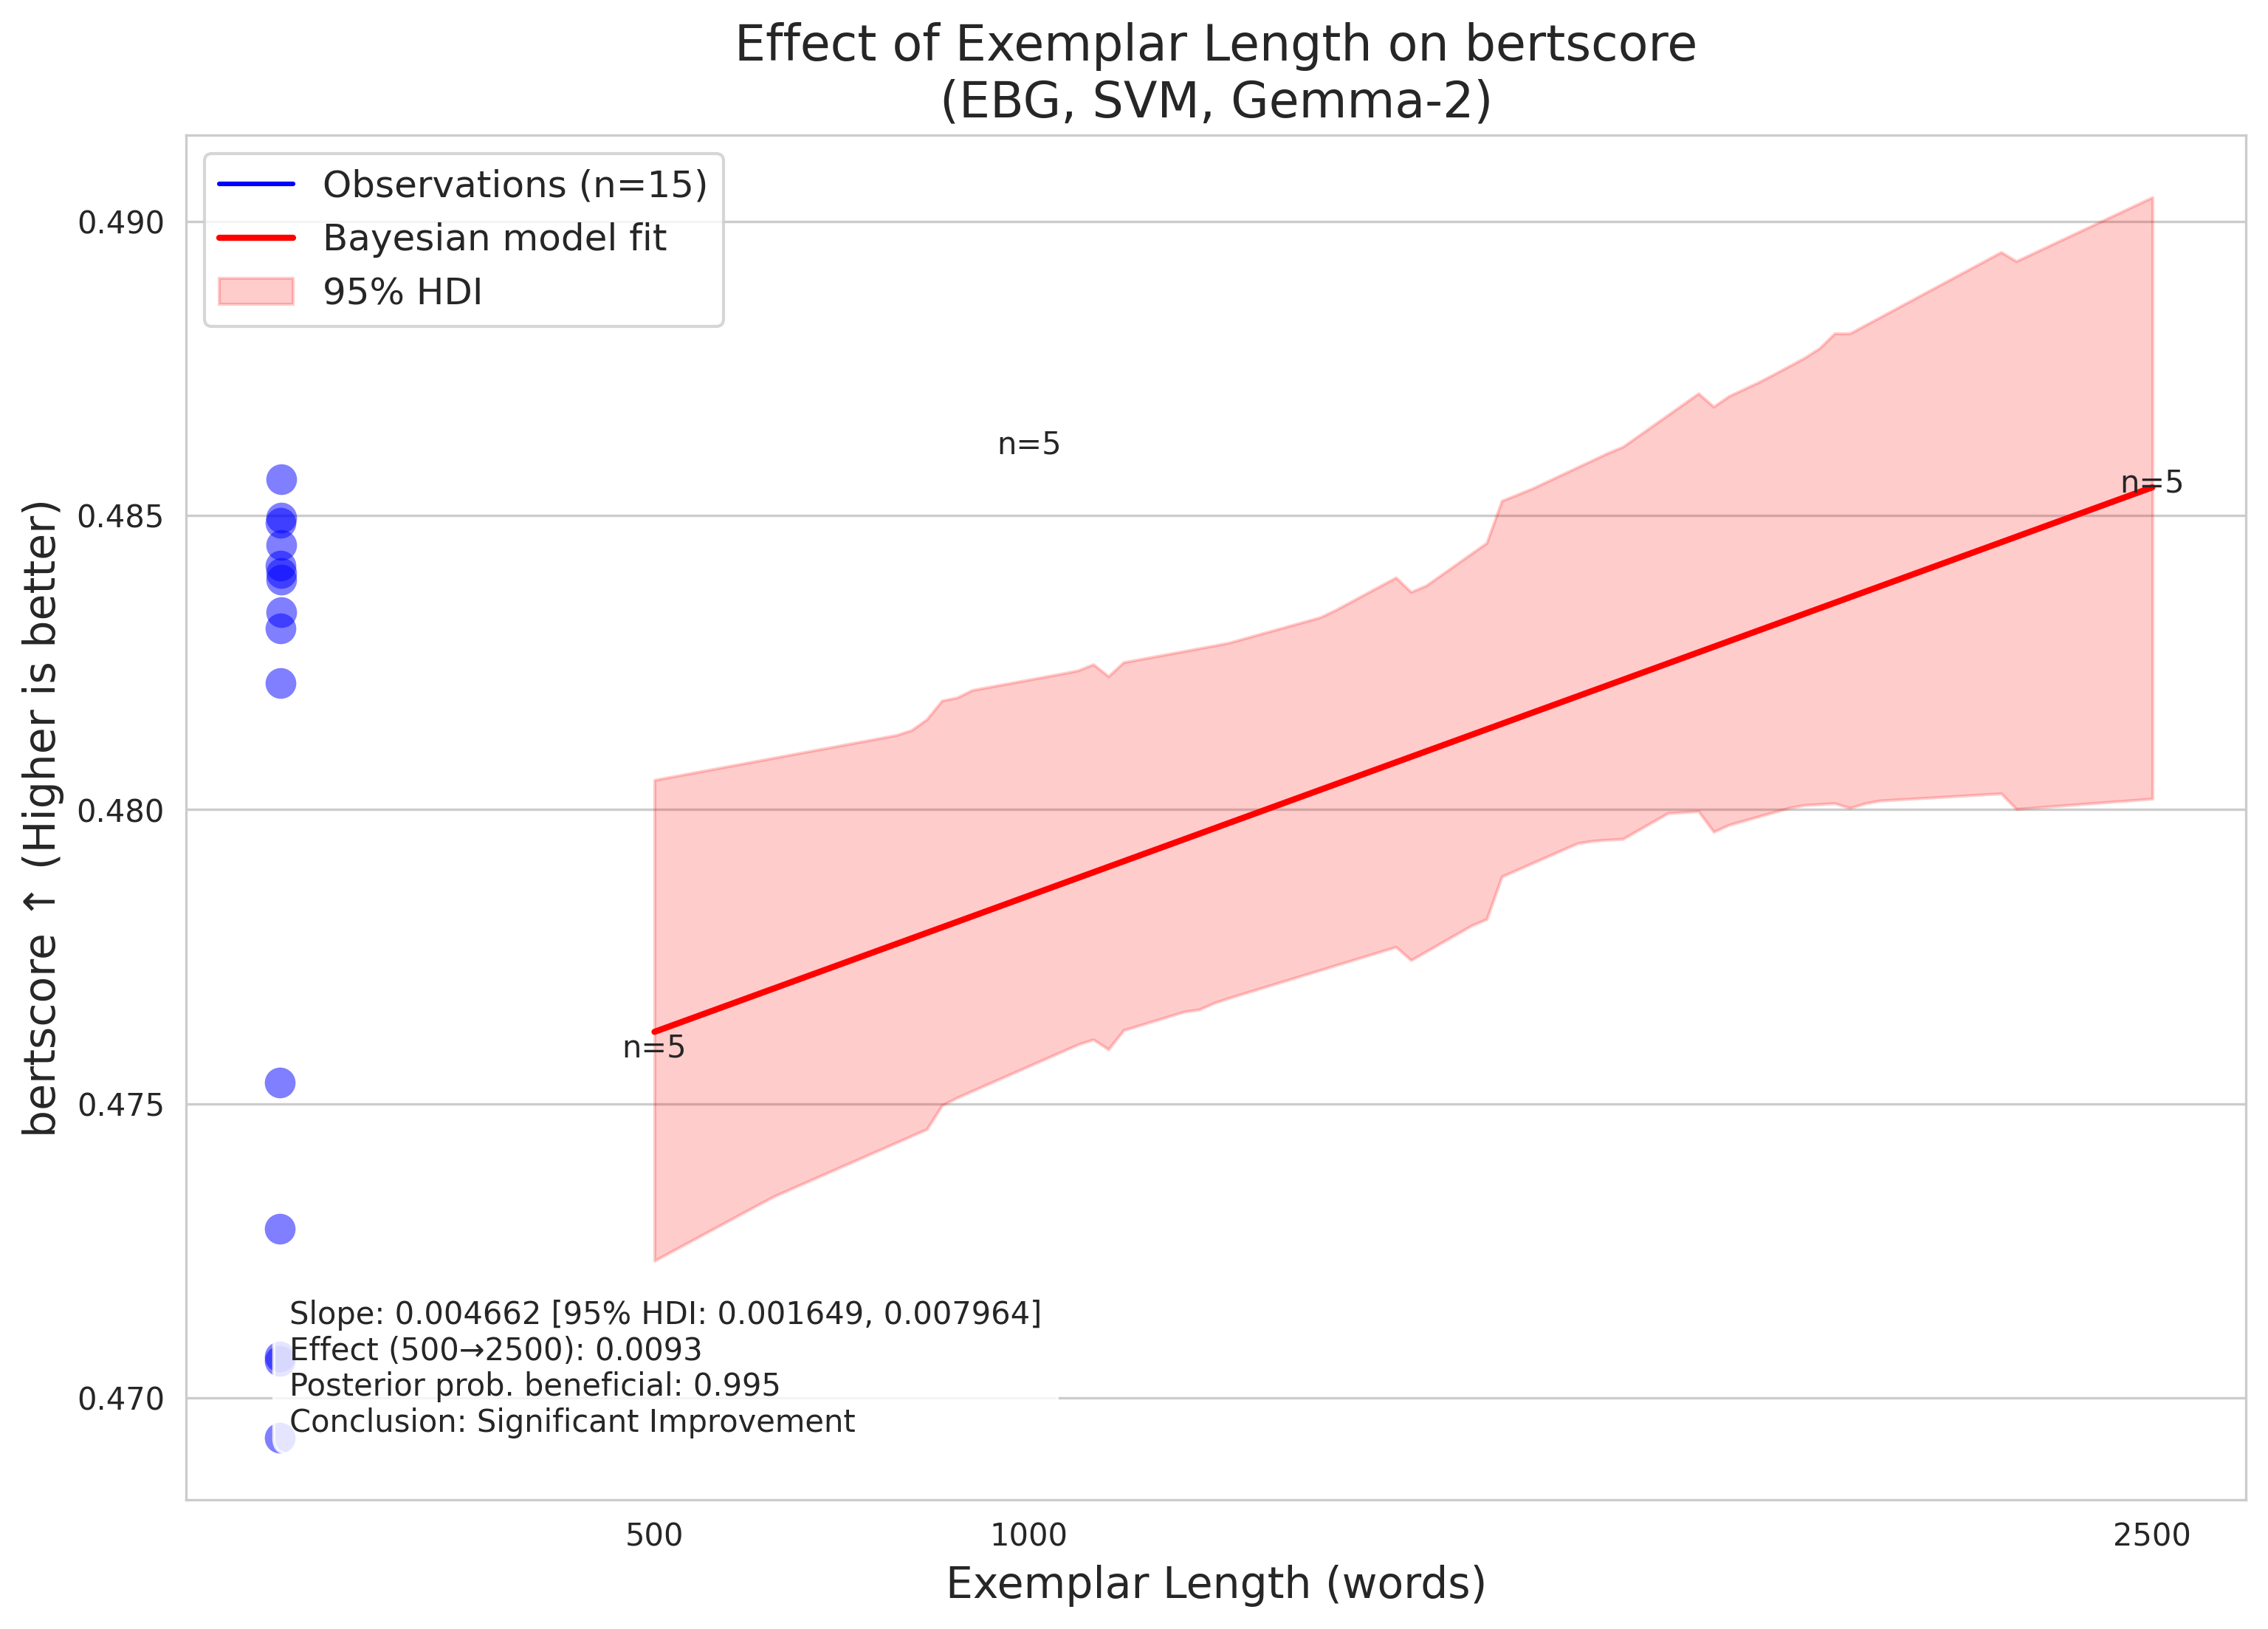 Effect of Exemplar Length on bertscore
(EBG, SVM, Gemma-2)
Observations (n=15)
Bayesian model fit
95% HDI
bertscore ↑ (Higher is better)
0.490
0.485
0.480
0.475
0.470
n=5
n=5
n=5
Slope: 0.004662 [95% HDI: 0.001649, 0.007964]
Effect (500→2500): 0.0093
Posterior prob. beneficial: 0.995
Conclusion: Significant Improvement
500
1000
2500
Exemplar Length (words)